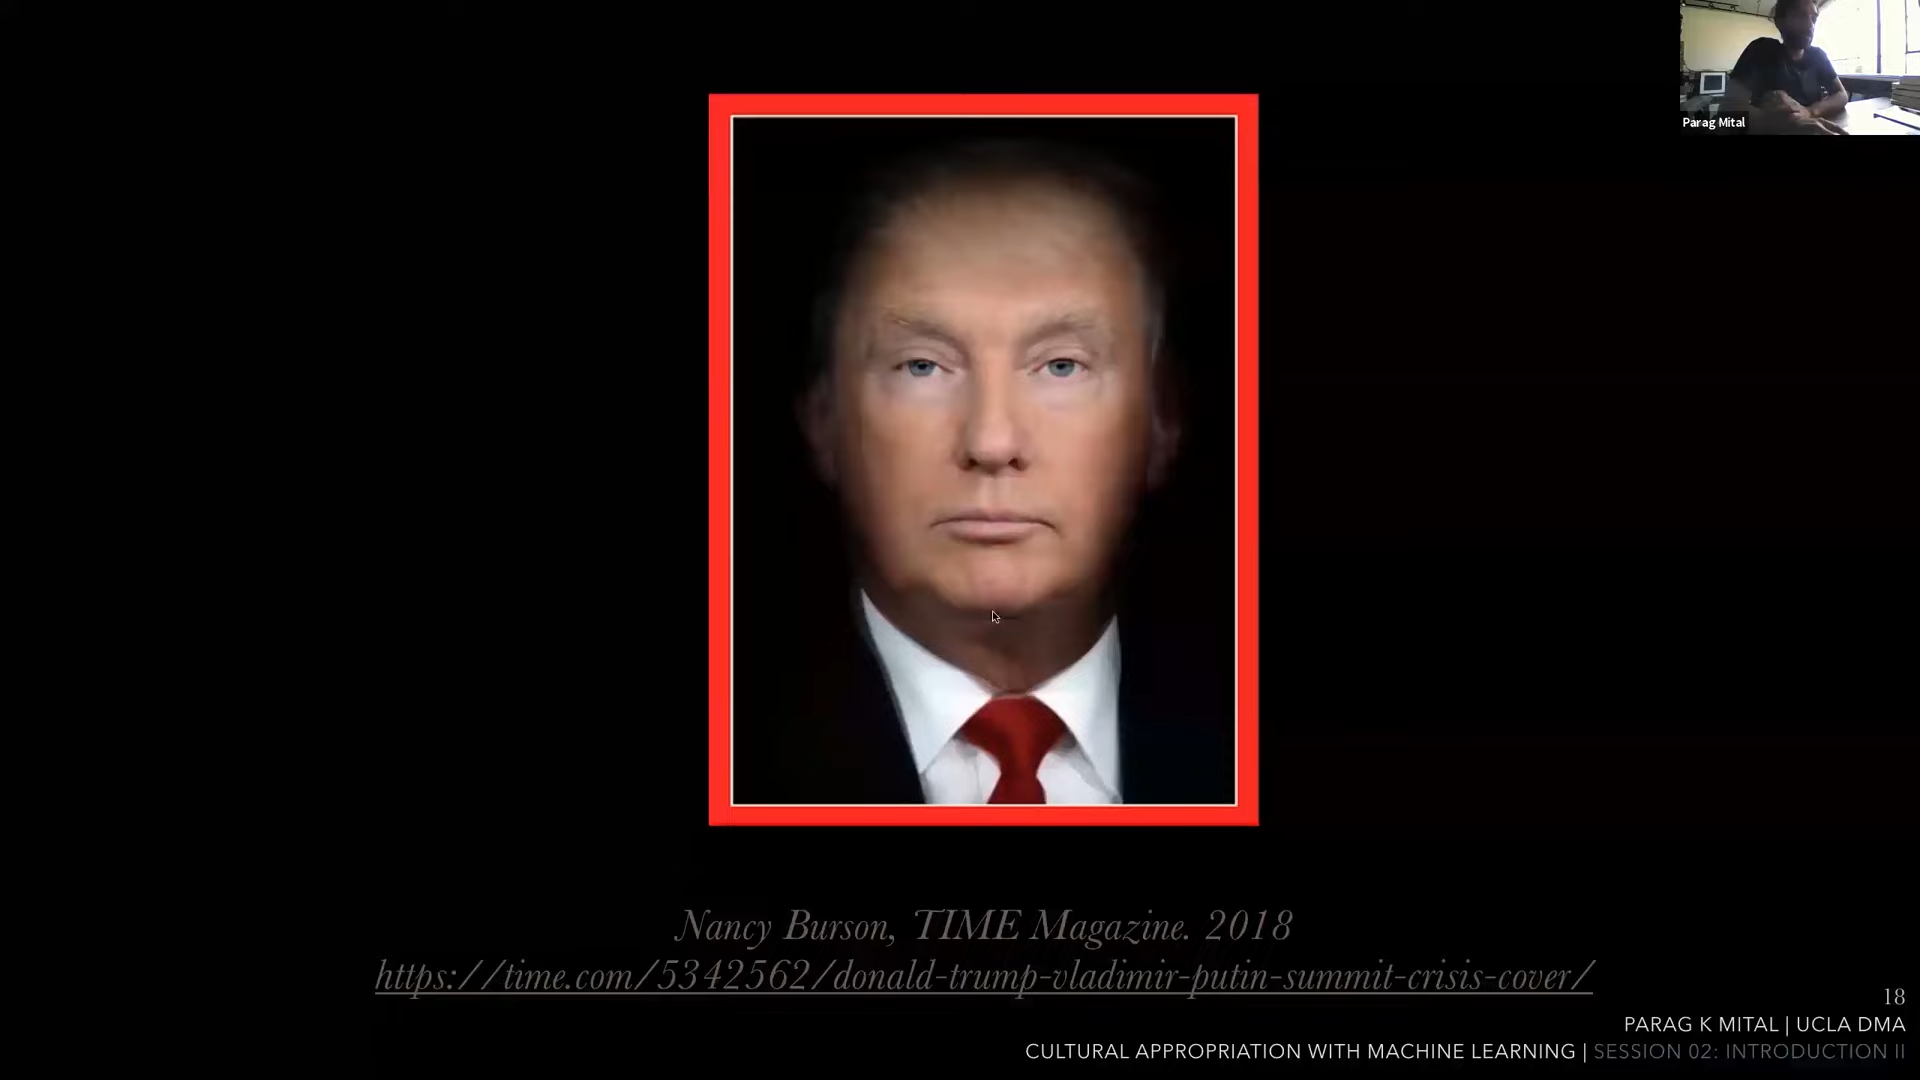 Parag Mital
Nancy Burson, TIME Magazine. 2018
https://time.com/5342562/donald-trump-vladimir-putin-summit-crisis-cover/
18
PARAG K MITAL | UCLA DMA
CULTURAL APPROPRIATION WITH MACHINE LEARNING | SESSION 02: INTRODUCTION II